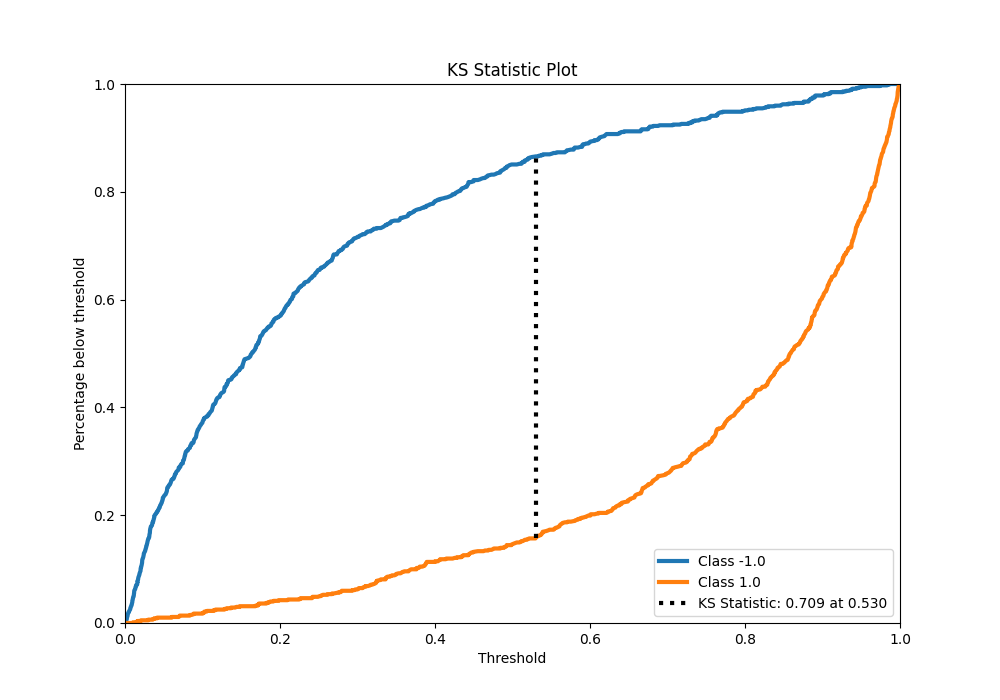 KS Statistic Plot
1.0
0.8
0.6
0.4
0.2
0.0
Percentage below threshold
0.0 0.2 0.4 0.6 0.8 1.0
Threshold
Class -1.0
Class 1.0
KS Statistic: 0.709 at 0.530